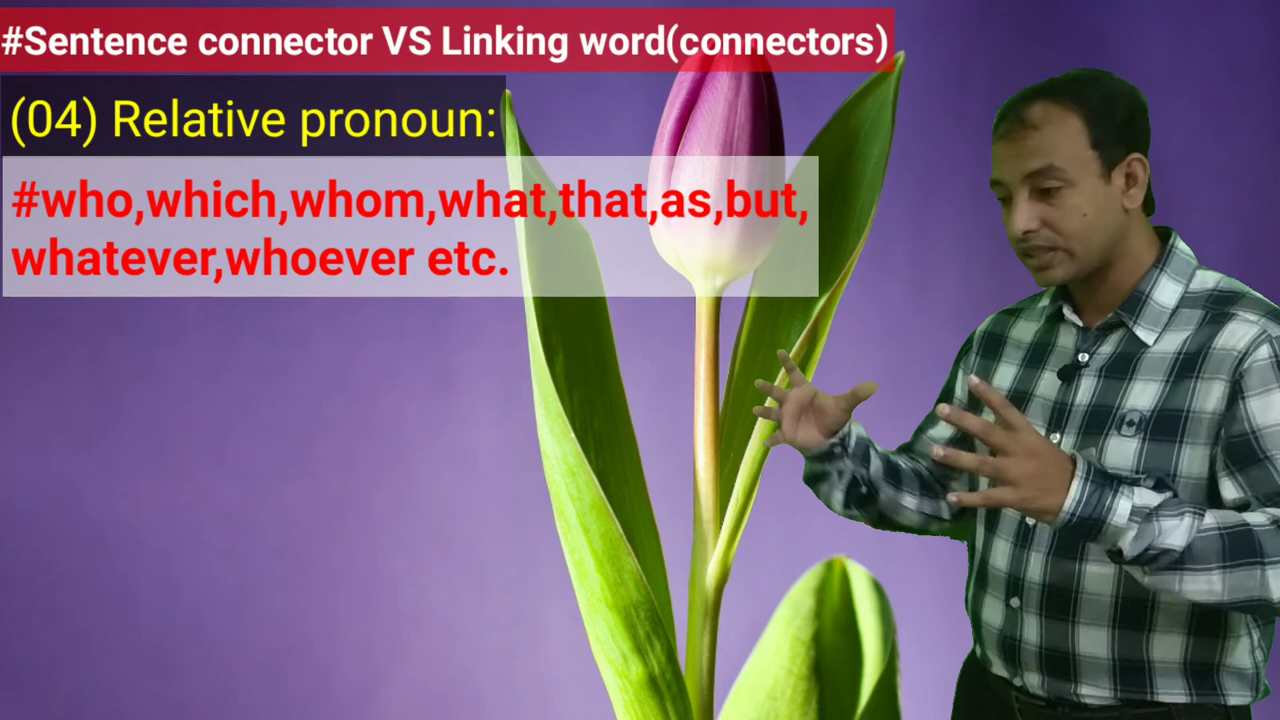 #Sentence connector VS Linking word(connectors)
(04) Relative pronoun:
#who,which,whom,what,that,as,but,
whatever,whoever etc.